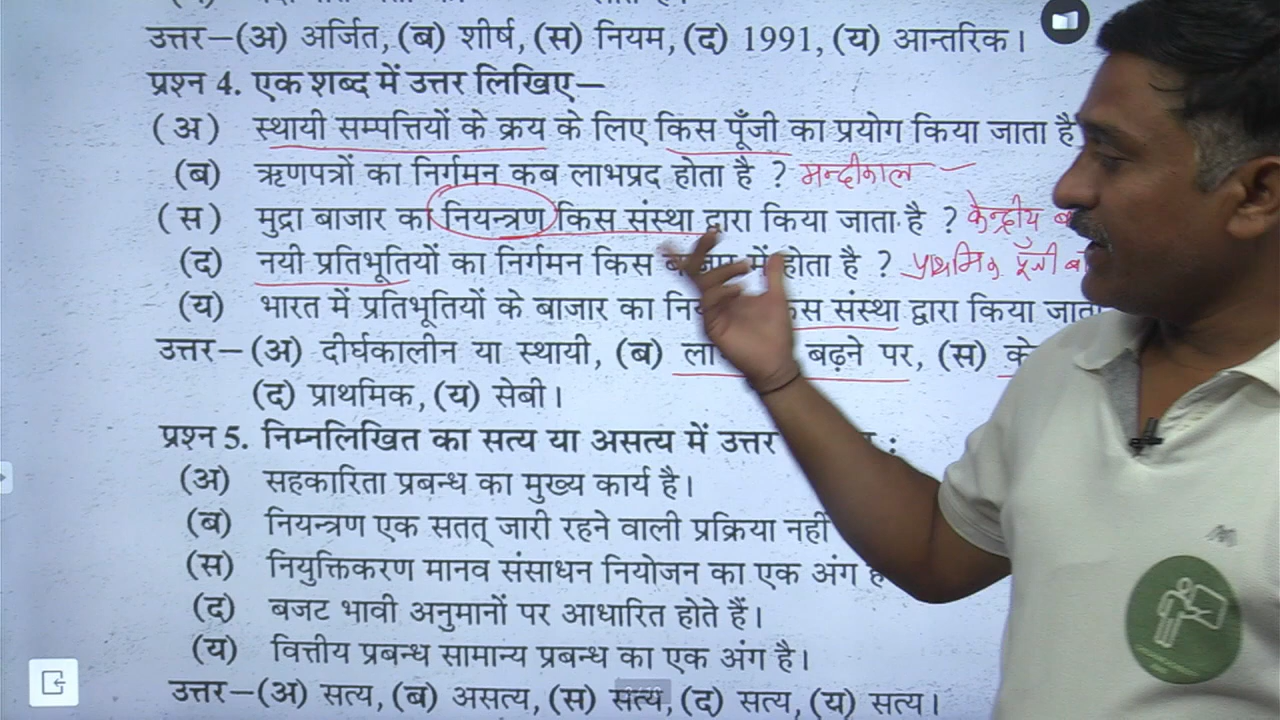 उत्तर–(अ) अर्जित, (ब) शीर्ष, (स) नियम, (द) 1991, (य) आन्तरिक।
प्रश्न 4. एक शब्द में उत्तर लिखिए–
(अ) स्थायी सम्पत्तियों के क्रय के लिए किस पूँजी का प्रयोग किया जाता है
(ब) ऋणपत्रों का निर्गमन कब लाभप्रद होता है ? मन्दीकाल
(स) मुद्रा बाजार का नियन्त्रण किस संस्था द्वारा किया जाता है ? केन्द्रीय
(द) नयी प्रतिभूतियों का निर्गमन किस में होता है ? प्राथमिक पूँजी
(य) भारत में प्रतिभूतियों के बाजार का संस्था द्वारा किया जाता
उत्तर–(अ) दीर्घकालीन या स्थायी, (ब) बढ़ने पर, (स)
(द) प्राथमिक, (य) सेबी।
प्रश्न 5. निम्नलिखित का सत्य या असत्य में उत्तर :
(अ) सहकारिता प्रबन्ध का मुख्य कार्य है।
(ब) नियन्त्रण एक सतत् जारी रहने वाली प्रक्रिया नहीं
(स) नियुक्तिकरण मानव संसाधन नियोजन का एक अंग
(द) बजट भावी अनुमानों पर आधारित होते हैं।
(य) वित्तीय प्रबन्ध सामान्य प्रबन्ध का एक अंग है।
उत्तर–(अ) सत्य, (ब) असत्य, (स) सत्य, (द) सत्य, (य) सत्य।